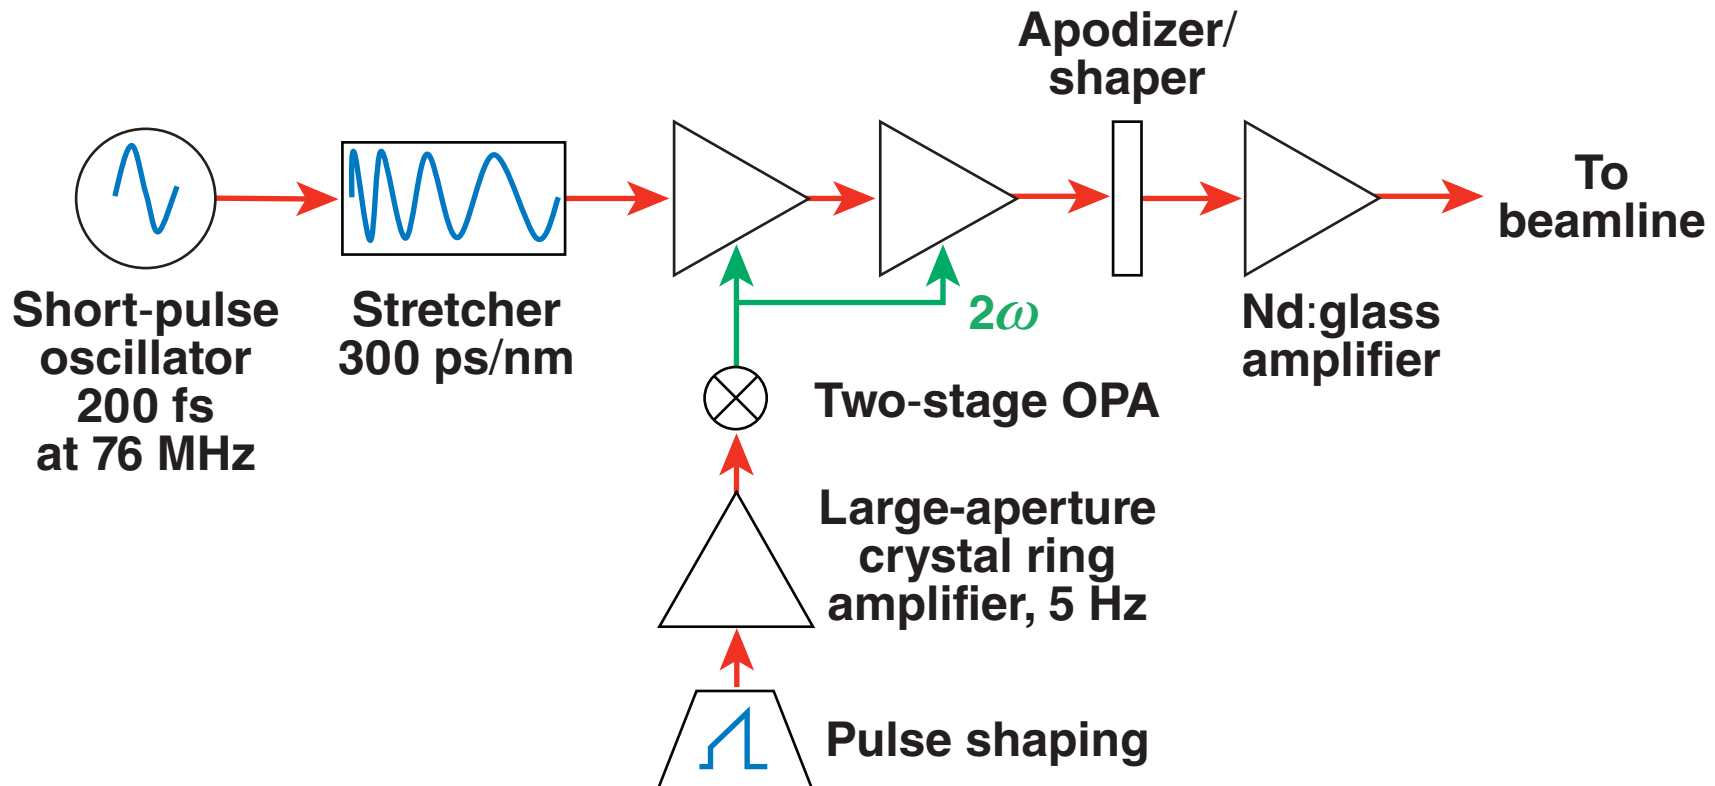 Apodizer/
shaper
To
beamline
Short-pulse
oscillator
200 fs
at 76 MHz
Stretcher
300 ps/nm
2ω
Nd:glass
amplifier
Two-stage OPA
Large-aperture
crystal ring
amplifier, 5 Hz
Pulse shaping